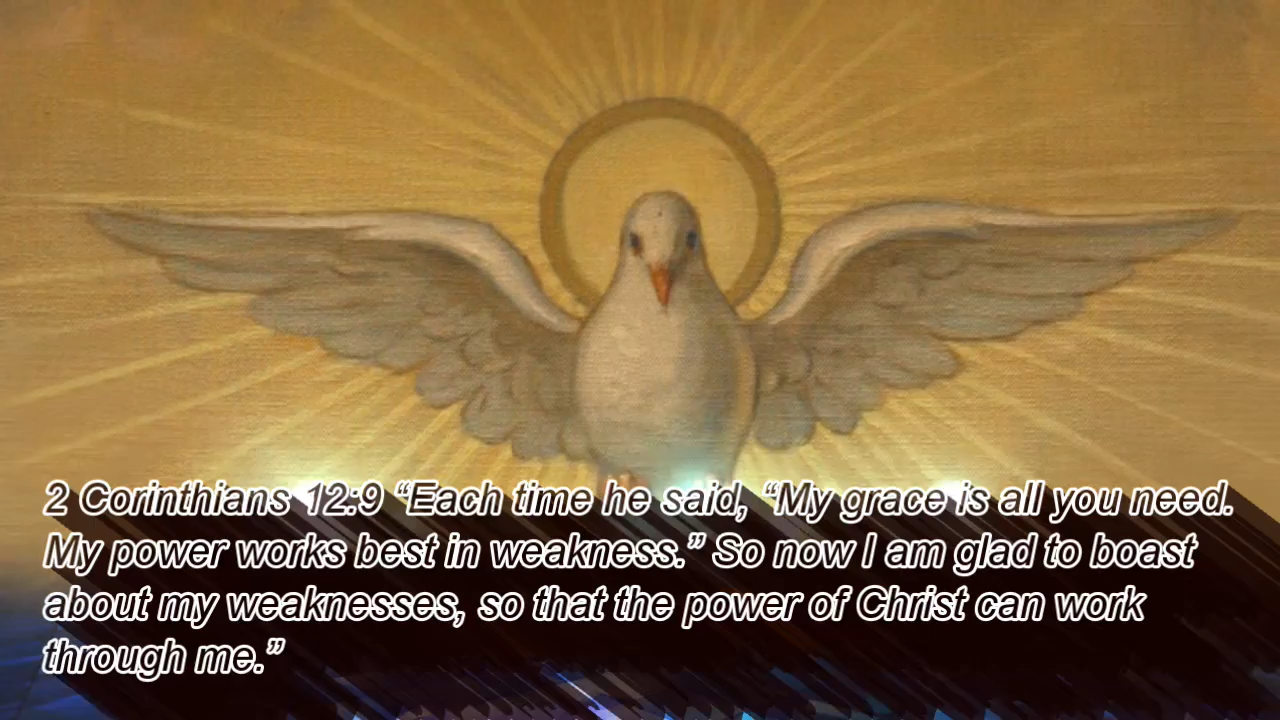 2 Corinthians 12:9 “Each time he said, “My grace is all you need.
My power works best in weakness.” So now I am glad to boast
about my weaknesses, so that the power of Christ can work
through me.”